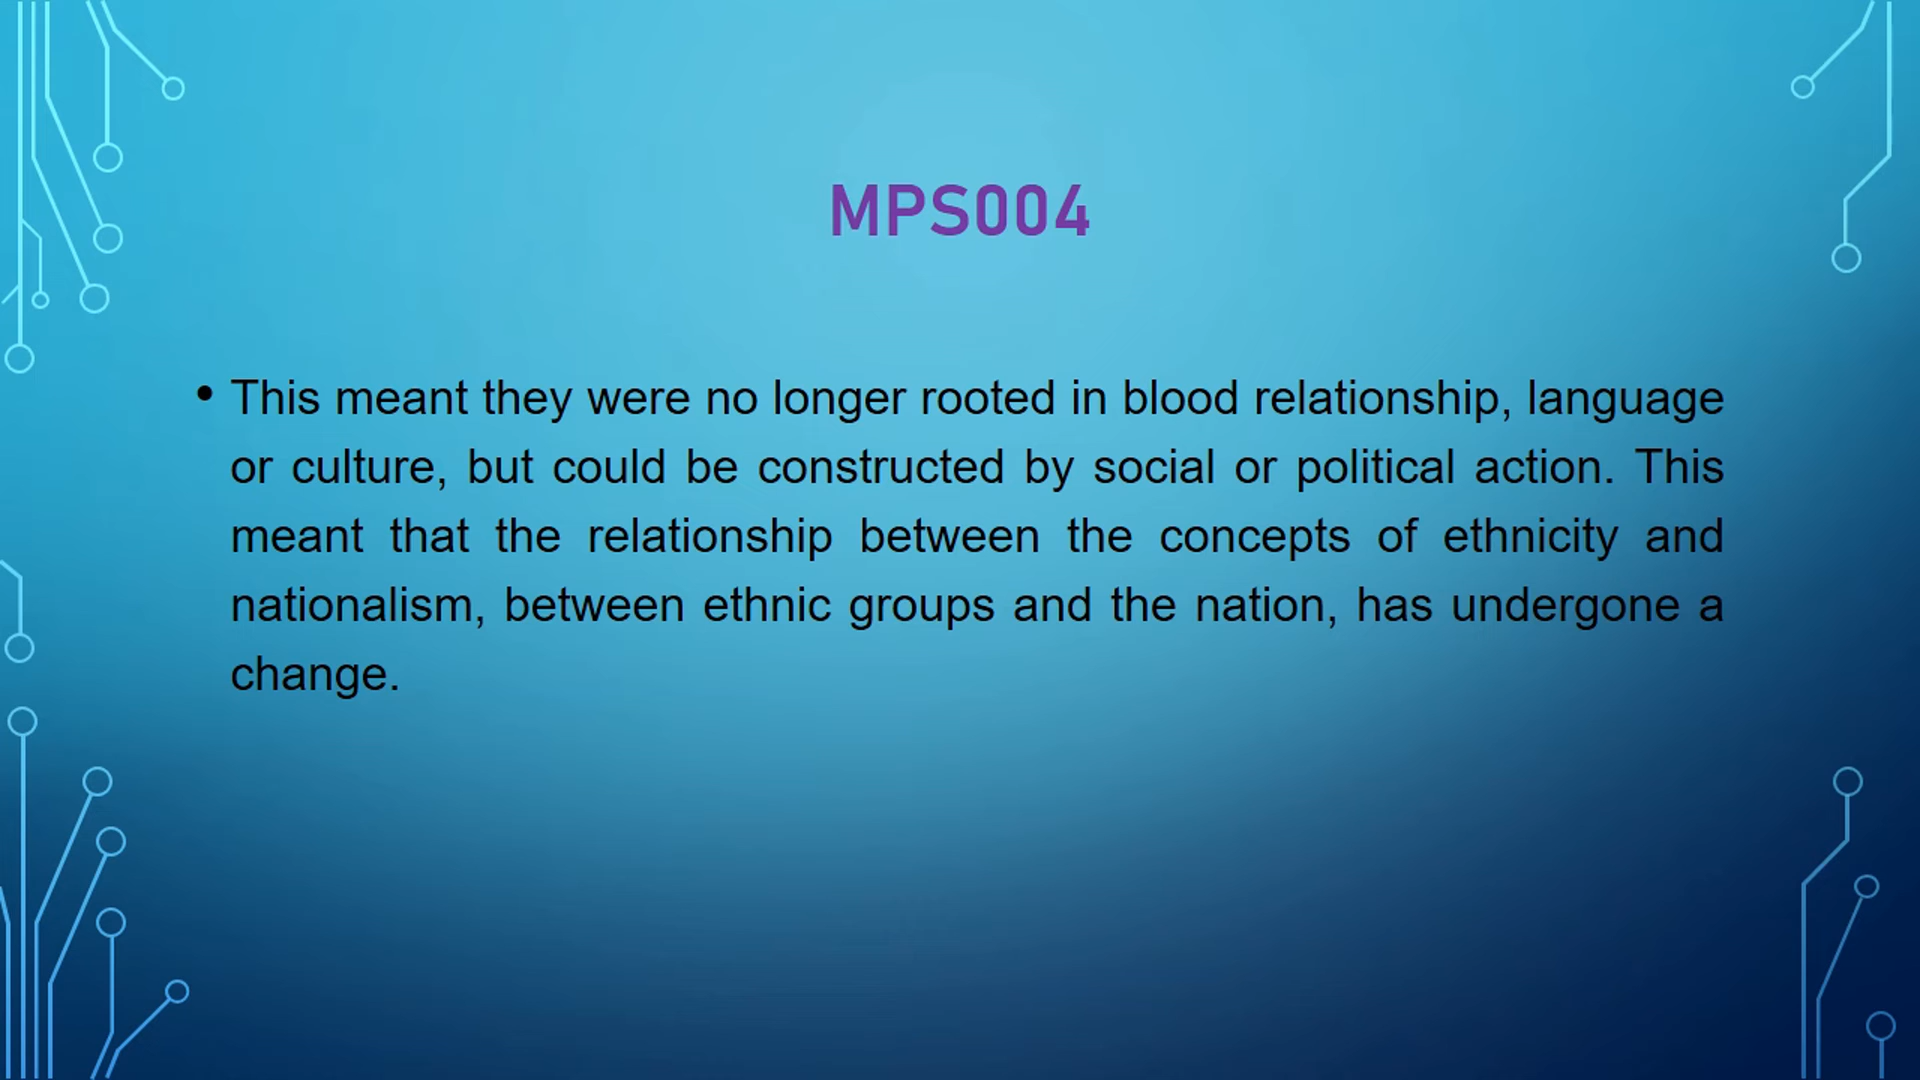 MPS004
• This meant they were no longer rooted in blood relationship, language
or culture, but could be constructed by social or political action. This
meant that the relationship between the concepts of ethnicity and
nationalism, between ethnic groups and the nation, has undergone a
change.